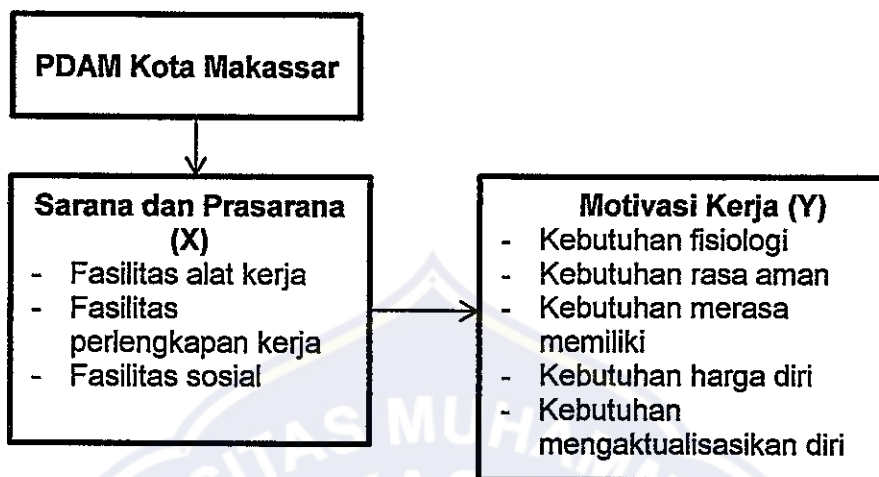 PDAM Kota Makassar
Sarana dan Prasarana
(X)
- Fasilitas alat kerja
- Fasilitas
perlengkapan kerja
- Fasilitas sosial
Motivasi Kerja (Y)
- Kebutuhan fisiologi
- Kebutuhan rasa aman
- Kebutuhan merasa
memiliki
- Kebutuhan harga diri
- Kebutuhan
mengaktualisasikan diri